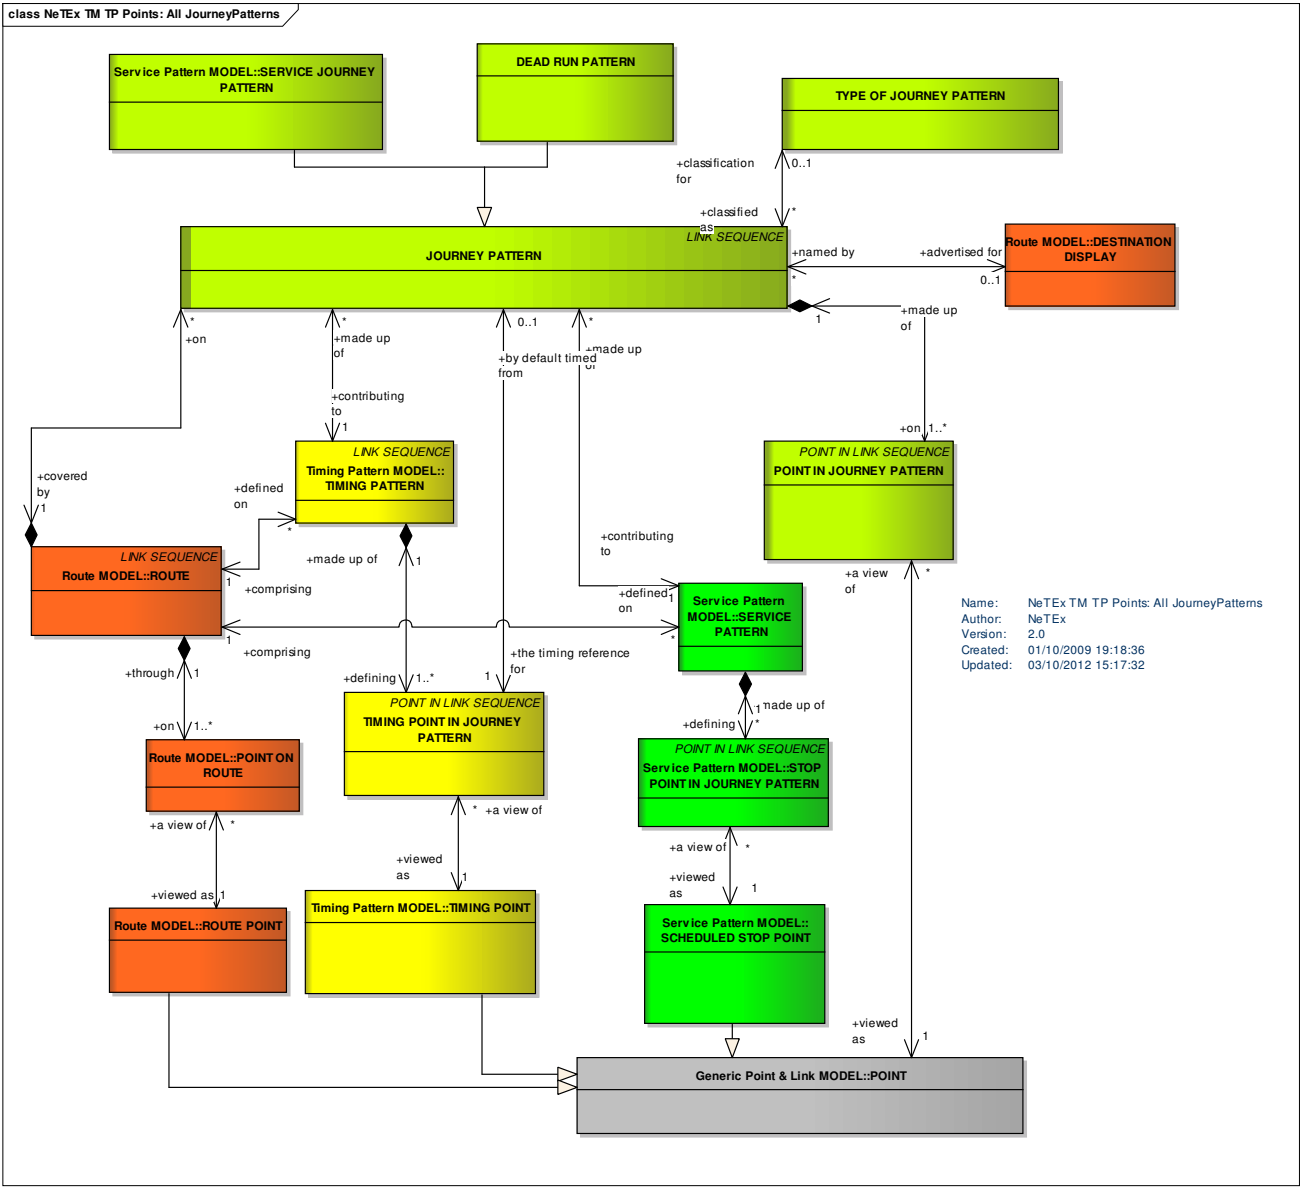 class NeTEx TM TP Points: All JourneyPatterns
Service Pattern MODEL::SERVICE JOURNEY
PATTERN
DEAD RUN PATTERN
TYPE OF JOURNEY PATTERN
+classification
for
0..1
+classified
as
*
LINK SEQUENCE
JOURNEY PATTERN
+named by
*
+advertised for
0..1
Route MODEL::DESTINATION
DISPLAY
*
+on
*
+made up
of
0..1
+by default timed
from
*
+made up
of
1
+made up
of
+contributing
to
1
+on
1..*
+covered
by
1
LINK SEQUENCE
Timing Pattern MODEL::
TIMING PATTERN
POINT IN LINK SEQUENCE
POINT IN JOURNEY PATTERN
+defined
on
*
+made up of
1
+contributing
to
1
LINK SEQUENCE
Route MODEL::ROUTE
1
+comprising
+a view
of
*
+defined
on
*
Service Pattern
MODEL::SERVICE
PATTERN
Name: NeTEx TM TP Points: All JourneyPatterns
Author: NeTEx
Version: 2.0
Created: 01/10/2009 19:18:36
Updated: 03/10/2012 15:17:32
1
+comprising
+through
1
+the timing reference
for
1
+defining
1..*
1
made up of
+on
1..*
+defining
*
POINT IN LINK SEQUENCE
TIMING POINT IN JOURNEY
PATTERN
Route MODEL::POINT ON
ROUTE
POINT IN LINK SEQUENCE
Service Pattern MODEL::STOP
POINT IN JOURNEY PATTERN
+a view of
*
* +a view of
+a view of
*
+viewed
as
1
+viewed
as
1
+viewed as
1
Route MODEL::ROUTE POINT
Timing Pattern MODEL::TIMING POINT
Service Pattern MODEL::
SCHEDULED STOP POINT
+viewed
as
1
Generic Point & Link MODEL::POINT